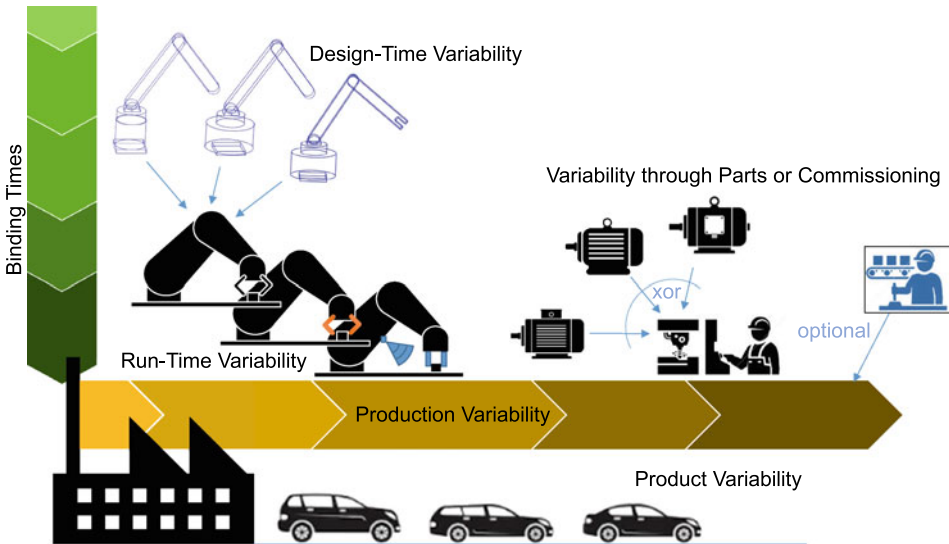 Design-Time Variability
Binding Times
Variability through Parts or Commissioning
xor
optional
Run-Time Variability
Production Variability
Product Variability